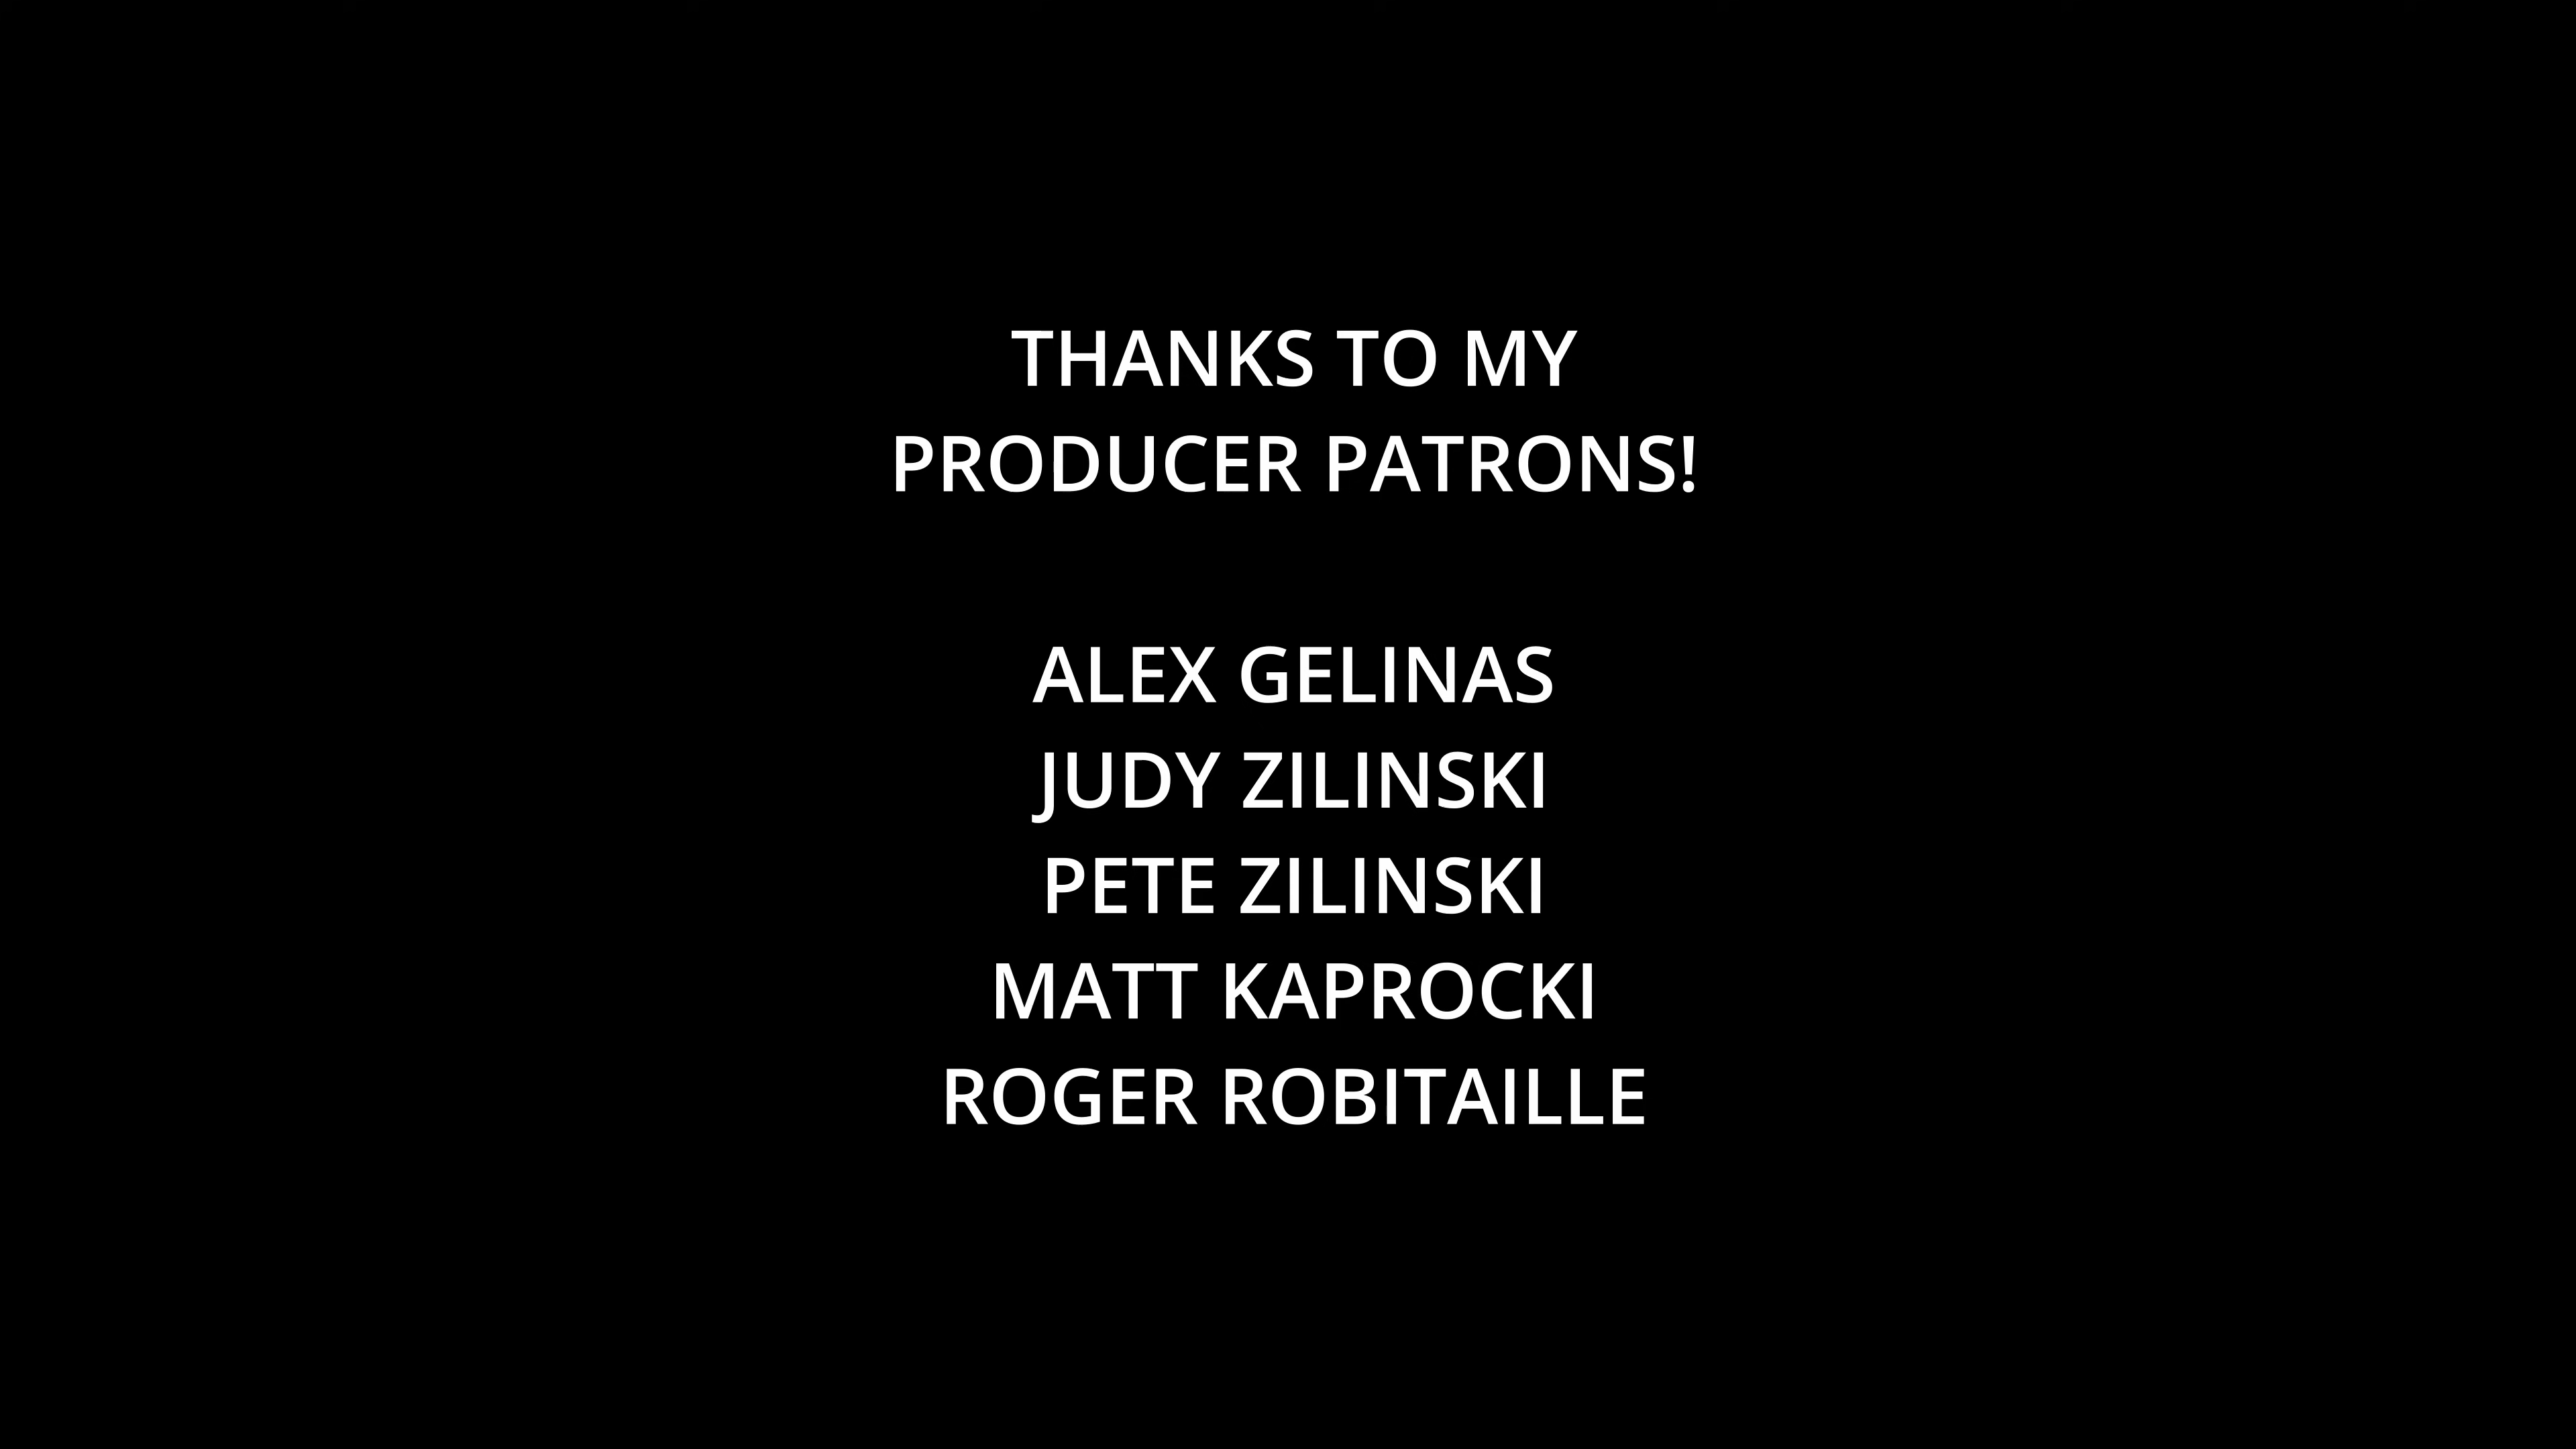 THANKS TO MY
PRODUCER PATRONS!
ALEX GELINAS
JUDY ZILINSKI
PETE ZILINSKI
MATT KAPROCKI
ROGER ROBITAILLE